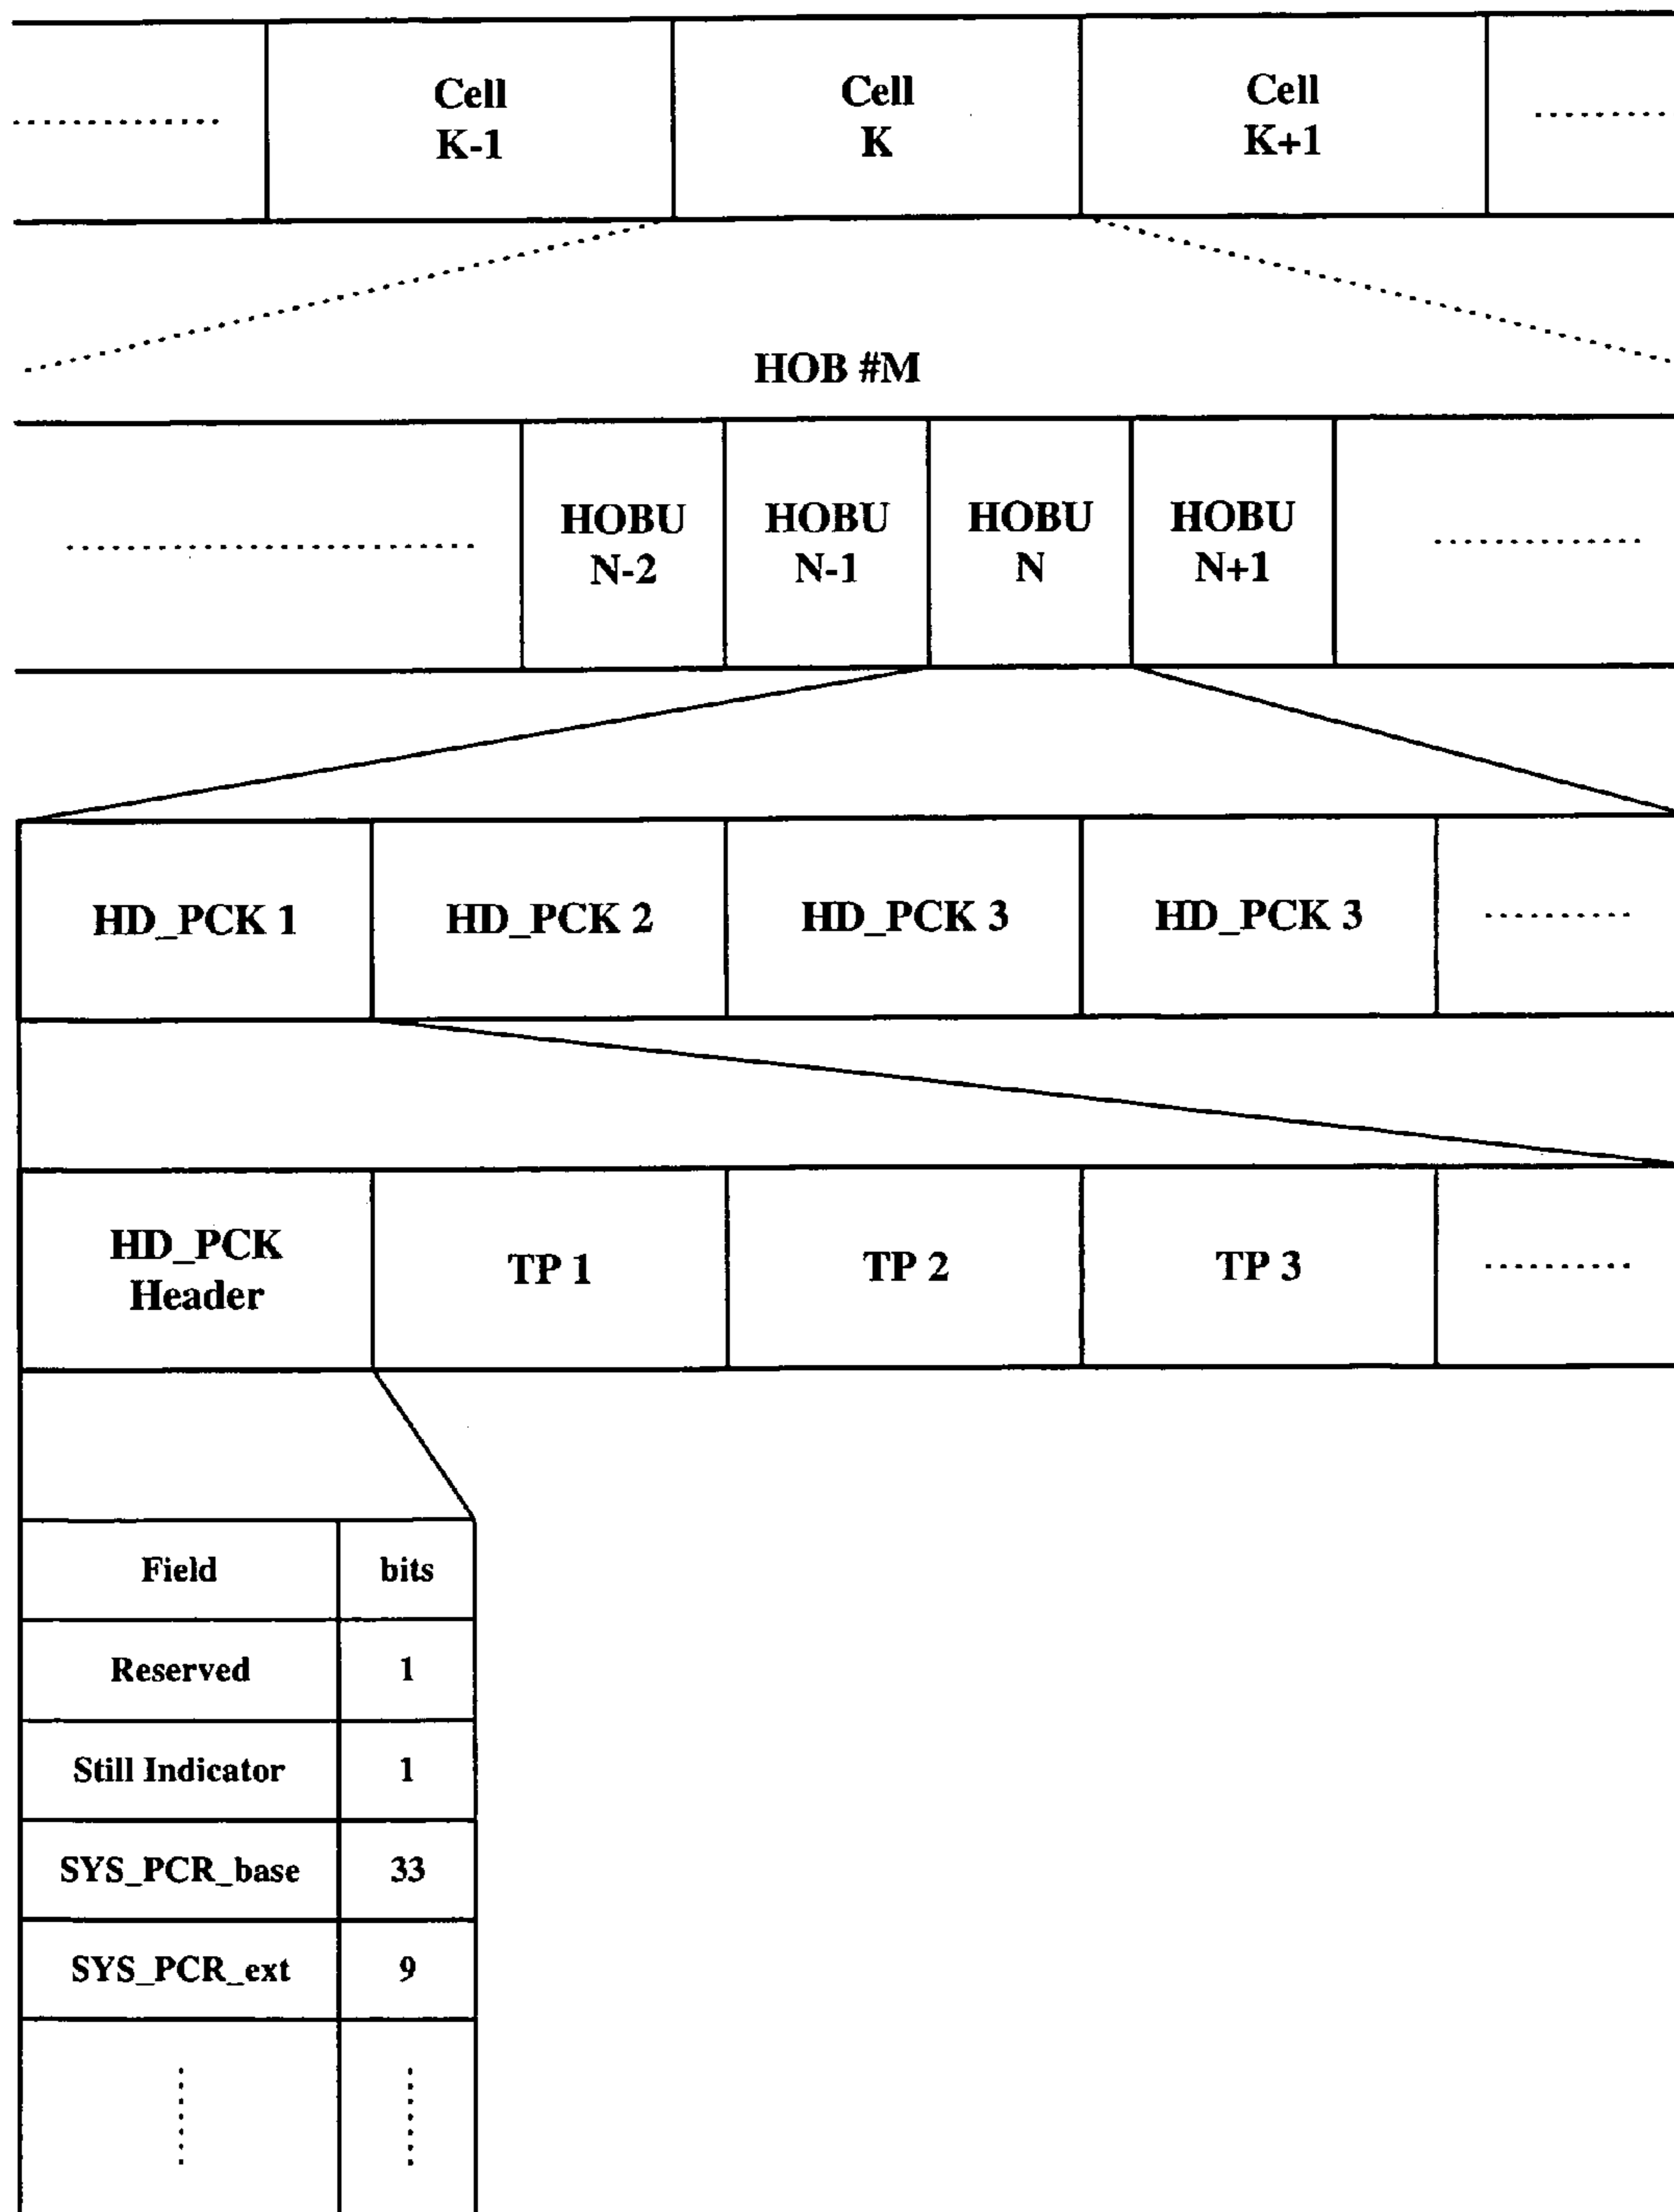 Cell
K-1
Cell
K
Cell
K+1
HOB #M
HOBU
N-2
HOBU
N-1
HOBU
N
HOBU
N+1
HD_PCK 1
HD_PCK 2
HD_PCK 3
HD_PCK 3
HD_PCK
Header
TP 1
TP 2
TP 3
Field
bits
Reserved
1
Still Indicator
1
SYS_PCR_base
33
SYS_PCR_ext
9